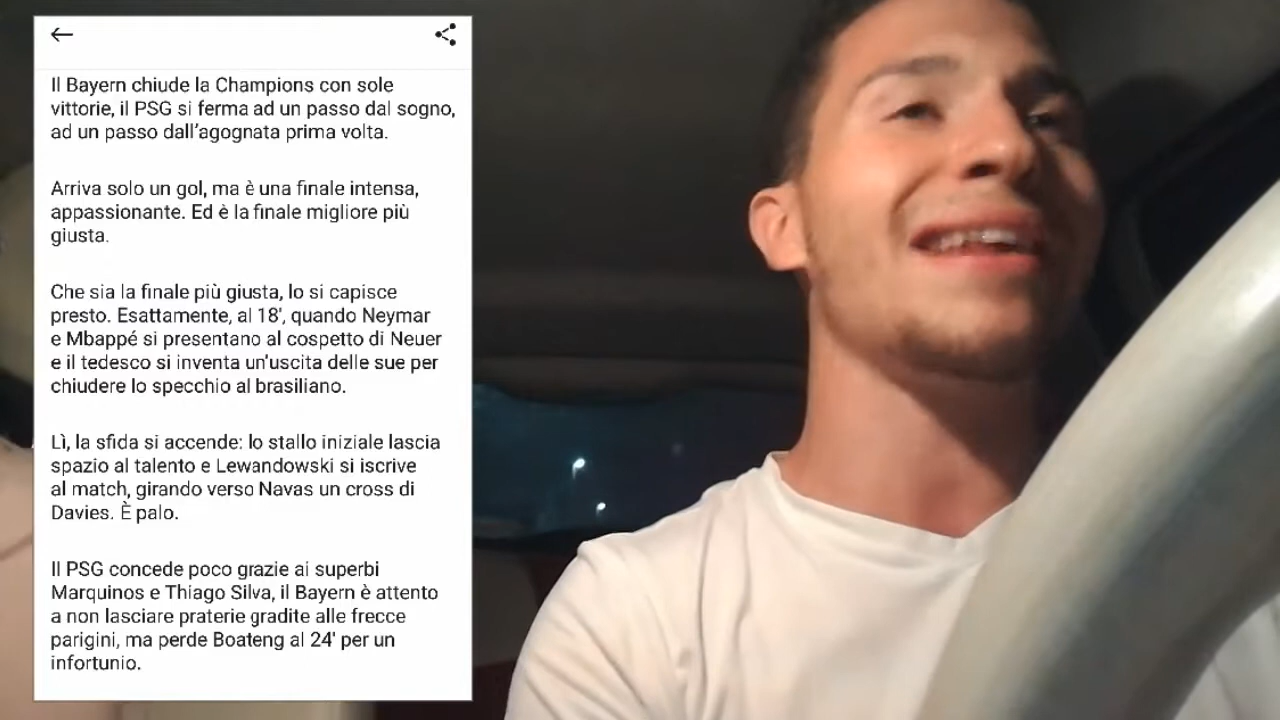 Il Bayern chiude la Champions con sole
vittorie, il PSG si ferma ad un passo dal sogno,
ad un passo dall'agognata prima volta.
Arriva solo un gol, ma è una finale intensa,
appassionante. Ed è la finale migliore più
giusta.
Che sia la finale più giusta, lo si capisce
presto. Esattamente, al 18', quando Neymar
e Mbappé si presentano al cospetto di Neuer
e il tedesco si inventa un'uscita delle sue per
chiudere lo specchio al brasiliano.
Lì, la sfida si accende: lo stallo iniziale lascia
spazio al talento e Lewandowski si iscrive
al match, girando verso Navas un cross di
Davies. È palo.
Il PSG concede poco grazie ai superbi
Marquinos e Thiago Silva, il Bayern è attento
a non lasciare praterie gradite alle frecce
parigini, ma perde Boateng al 24' per un
infortunio.